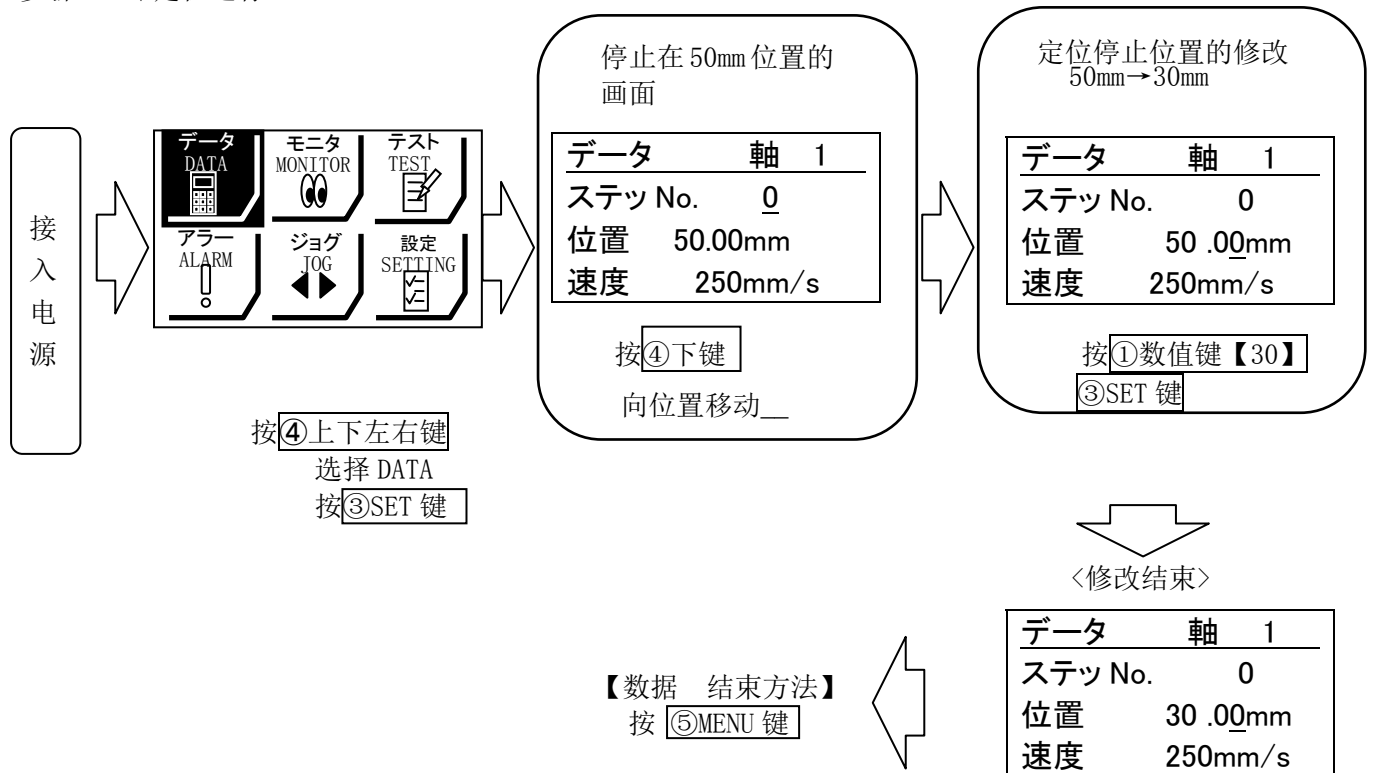 接
入
电
源
データ
DATA
モニタ
MONITOR
テスト
TEST
アラー
ALARM
ジョグ
JOG
設定
SETTING
按④上下左右键
选择 DATA
按③SET 键
停止在 50mm 位置的
画面
データ 軸 1
ステッ No. 0
位置 50.00mm
速度 250mm/s
按④下键
向位置移动__
定位停止位置的修改
50mm→30mm
データ 軸 1
ステッ No. 0
位置 50 .00mm
速度 250mm/s
按①数值键【30】
③SET 键
〈修改结束〉
データ 軸 1
ステッ No. 0
位置 30 .00mm
速度 250mm/s
【数据 结束方法】
按 ⑤MENU 键